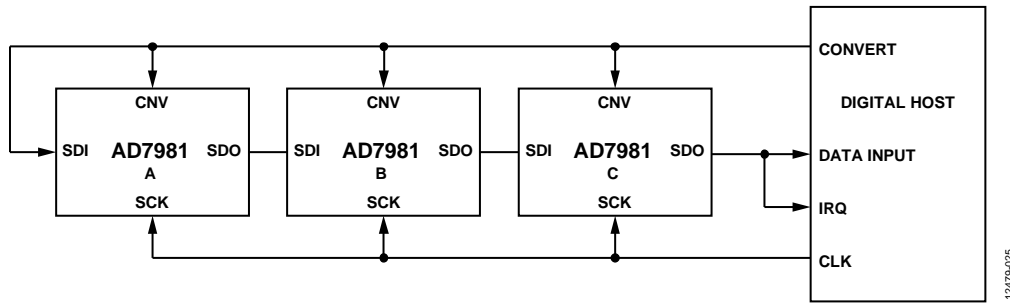 CONVERT
CNV
CNV
CNV
DIGITAL HOST
SDI AD7981 SDO
A
SDI AD7981 SDO
B
SDI AD7981 SDO
C
DATA INPUT
SCK
SCK
SCK
IRQ
CLK
12479-025